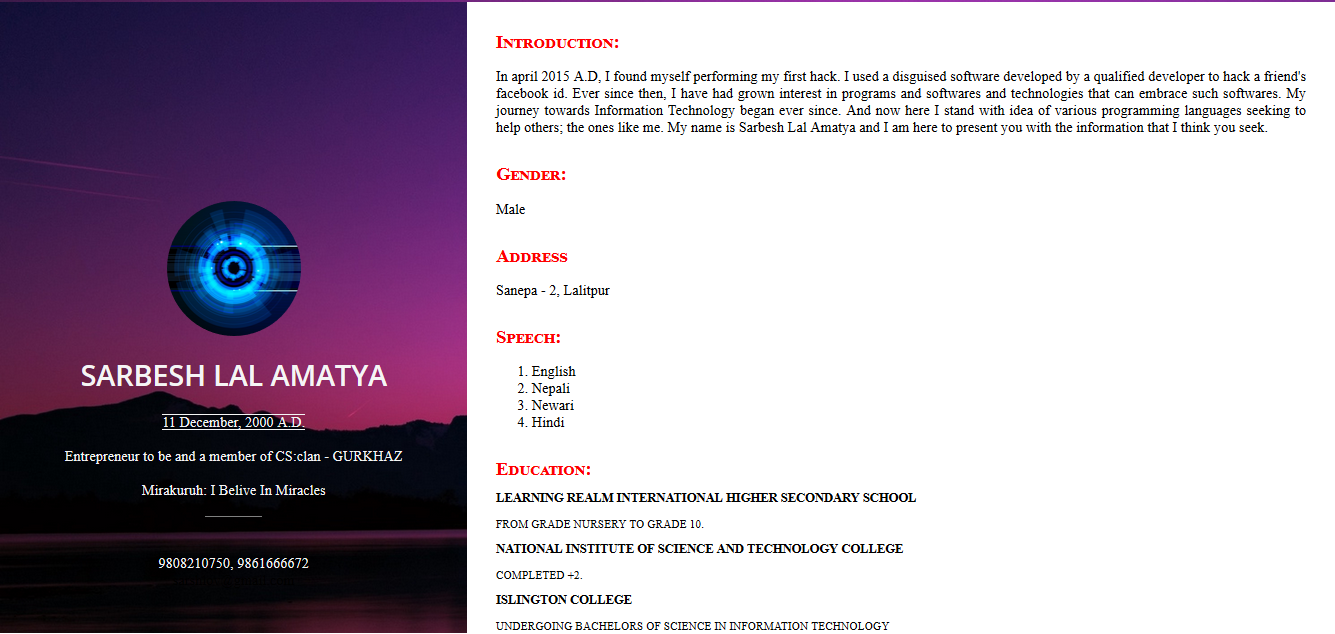 SARBESH LAL AMATYA
11 December, 2000 A.D.
Entrepreneur to be and a member of CS:clan - GURKHAZ
Mirakuruh: I Belive In Miracles
9808210750, 9861666672
Introduction:
In april 2015 A.D, I found myself performing my first hack. I used a disguised software developed by a qualified developer to hack a friend's
facebook id. Ever since then, I have had grown interest in programs and softwares and technologies that can embrace such softwares. My
journey towards Information Technology began ever since. And now here I stand with idea of various programming languages seeking to
help others; the ones like me. My name is Sarbesh Lal Amatya and I am here to present you with the information that I think you seek.
Gender:
Male
Address
Sanepa - 2, Lalitpur
Speech:
1. English
2. Nepali
3. Newari
4. Hindi
Education:
LEARNING REALM INTERNATIONAL HIGHER SECONDARY SCHOOL
FROM GRADE NURSERY TO GRADE 10.
NATIONAL INSTITUTE OF SCIENCE AND TECHNOLOGY COLLEGE
COMPLETED +2.
ISLINGTON COLLEGE
UNDERGOING BACHELORS OF SCIENCE IN INFORMATION TECHNOLOGY